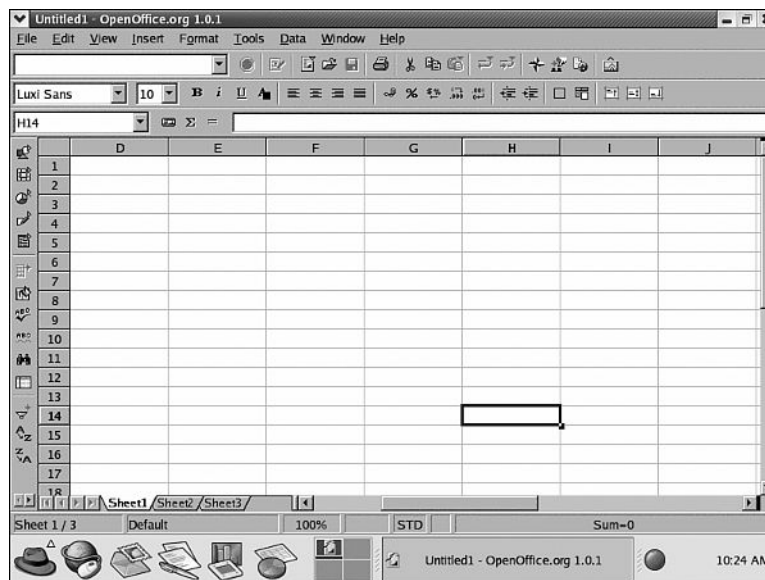 Untitled1 - OpenOffice.org 1.0.1
File Edit View Insert Format Tools Data Window Help
Luxi Sans 10 B i U A %
H14 Σ =
D E F G H I J
1
2
3
4
5
6
7
8
9
10
11
12
13
14
15
16
17
18
Sheet1 Sheet2 Sheet3
Sheet 1 / 3 Default 100% STD Sum=0
Untitled1 - OpenOffice.org 1.0.1 10:24 AM